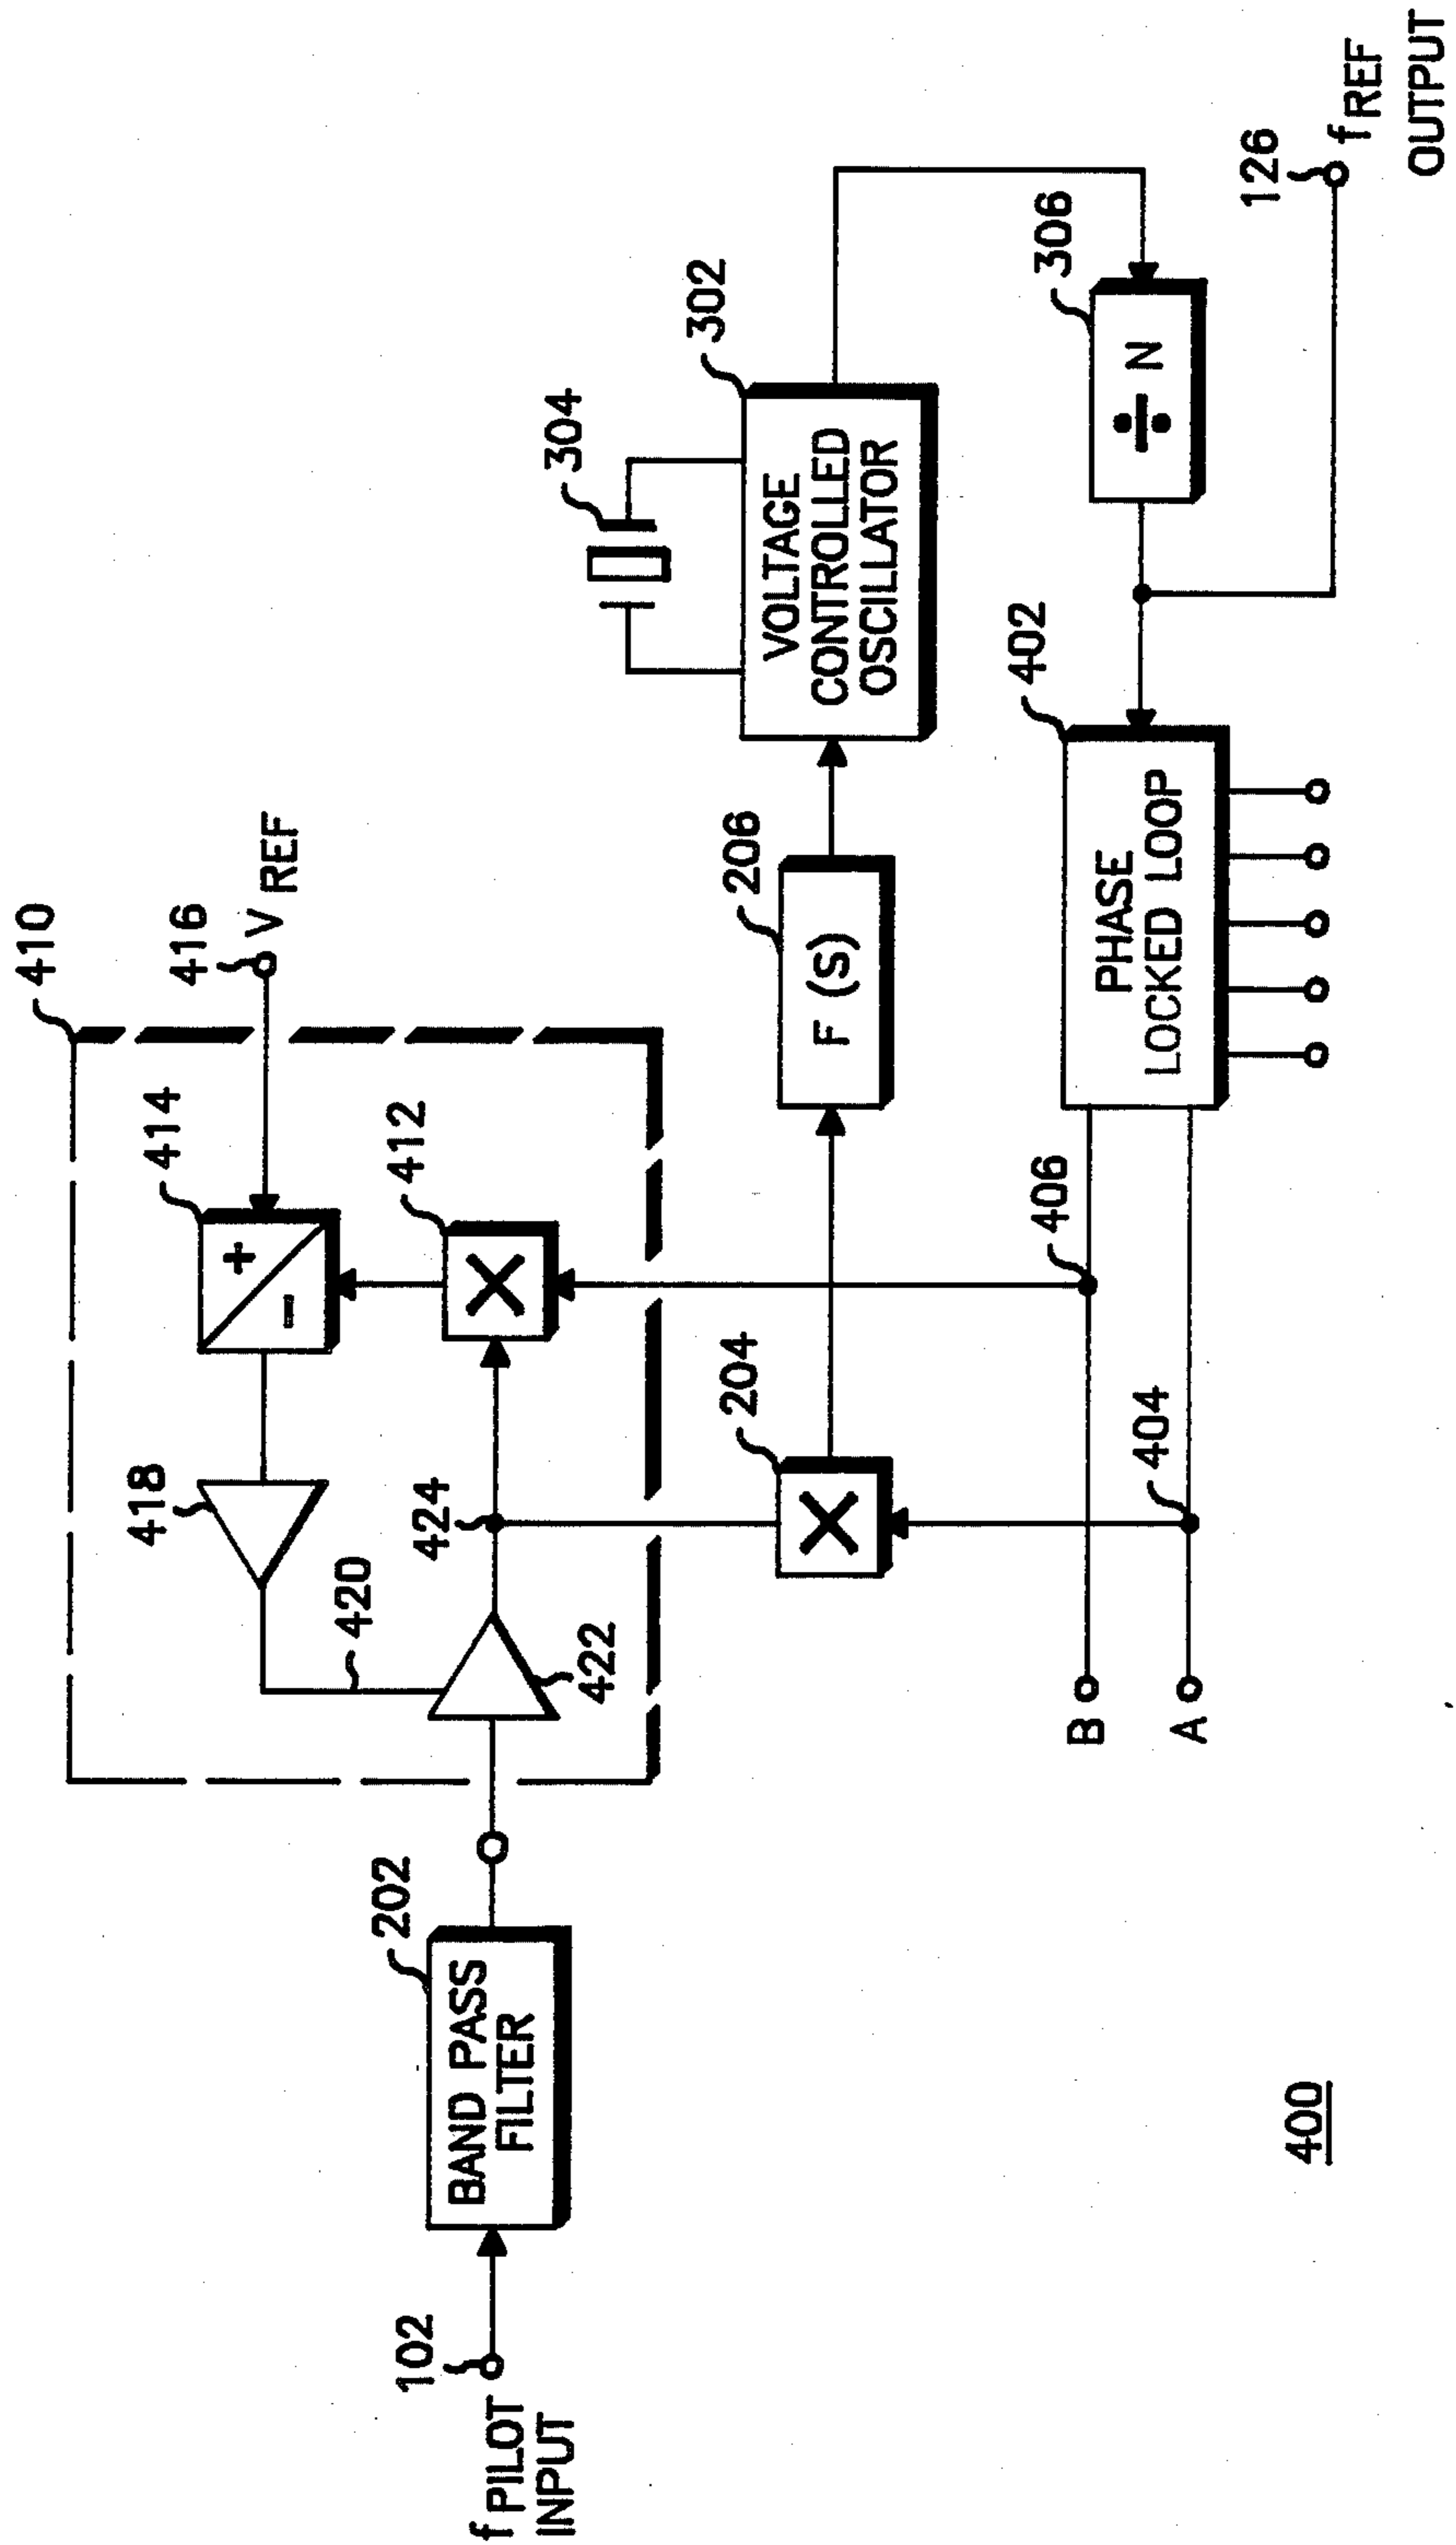 410
414
416
V REF
418
412
420
424
422
202
102
f PILOT
INPUT
BAND PASS
FILTER
+
−
X
304
302
204
206
X
F (S)
VOLTAGE
CONTROLLED
OSCILLATOR
406
402
306
404
B
A
PHASE
LOCKED LOOP
÷ N
126
f REF
OUTPUT
400